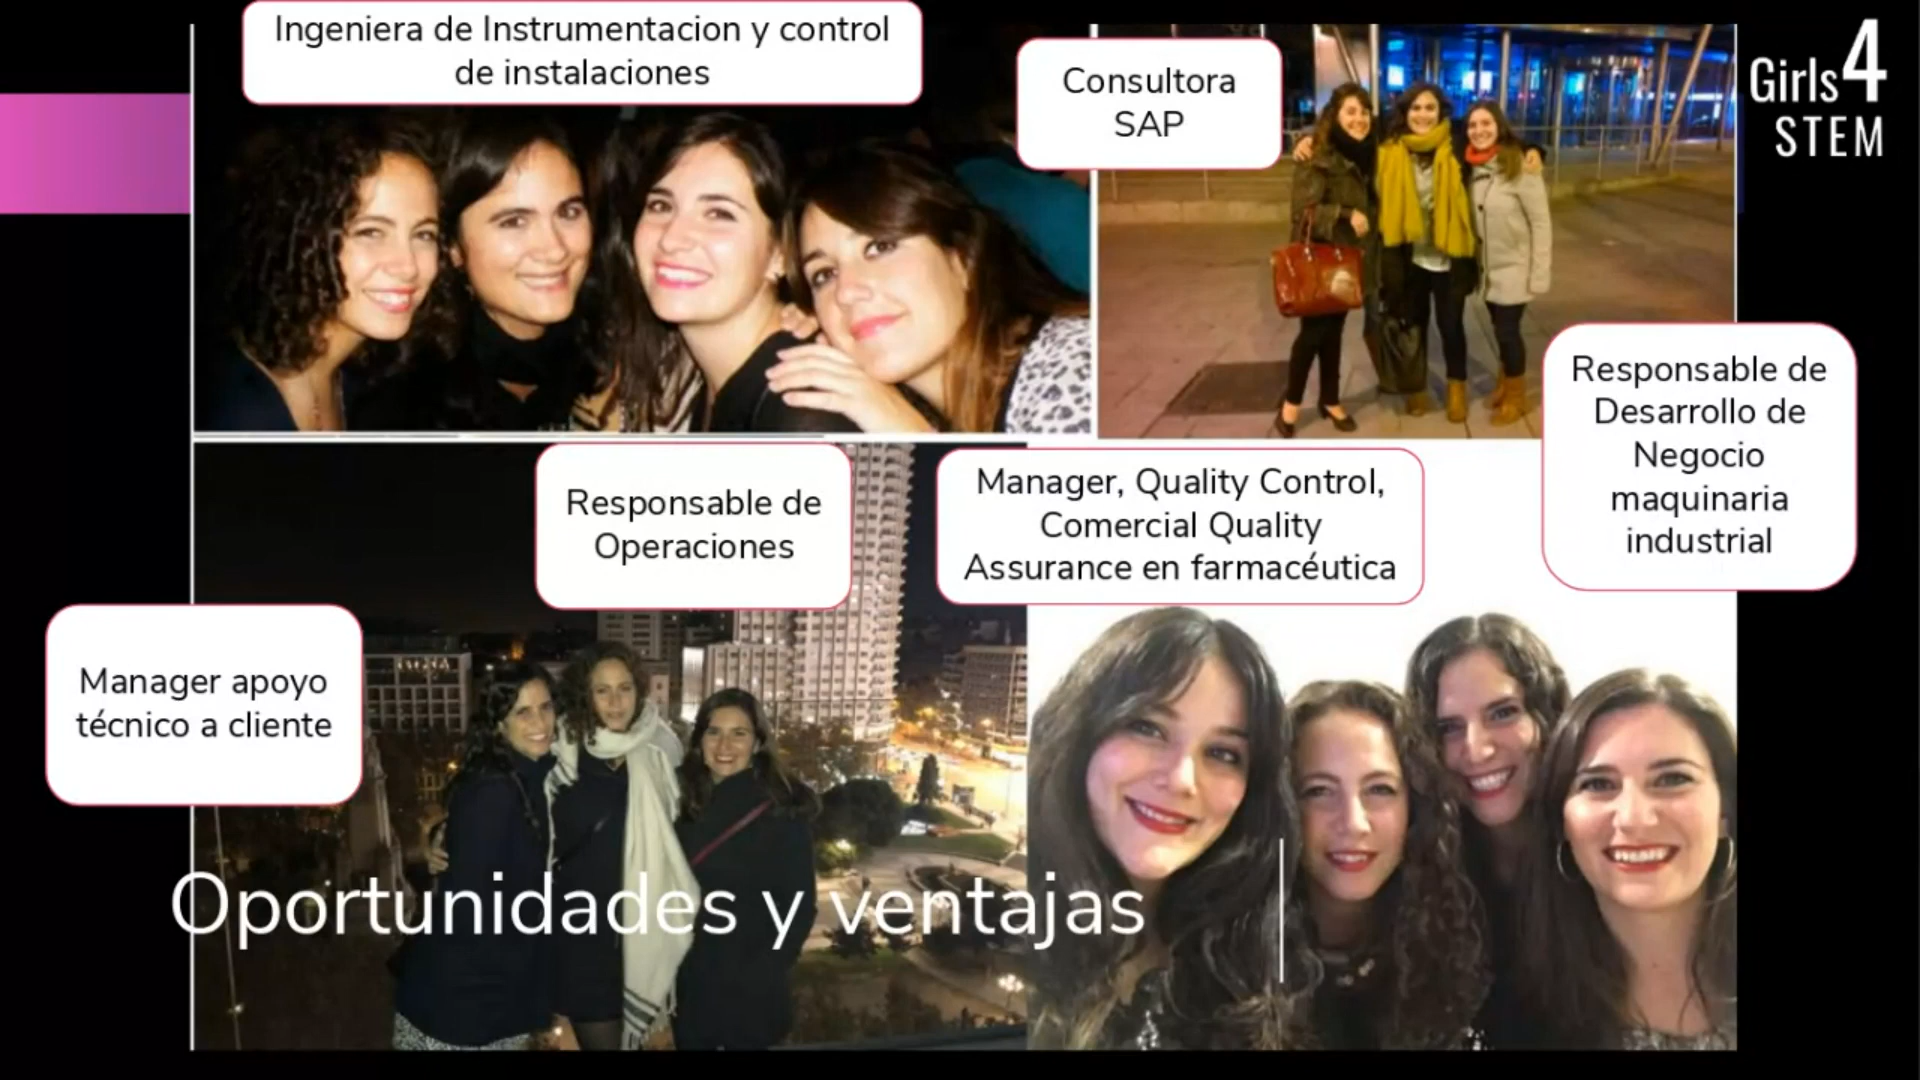 Ingeniera de Instrumentacion y control
de instalaciones
Consultora
SAP
Girls4
STEM
Responsable de
Desarrollo de
Negocio
maquinaria
industrial
Responsable de
Operaciones
Manager, Quality Control,
Comercial Quality
Assurance en farmacéutica
Manager apoyo
técnico a cliente
Oportunidades y ventajas